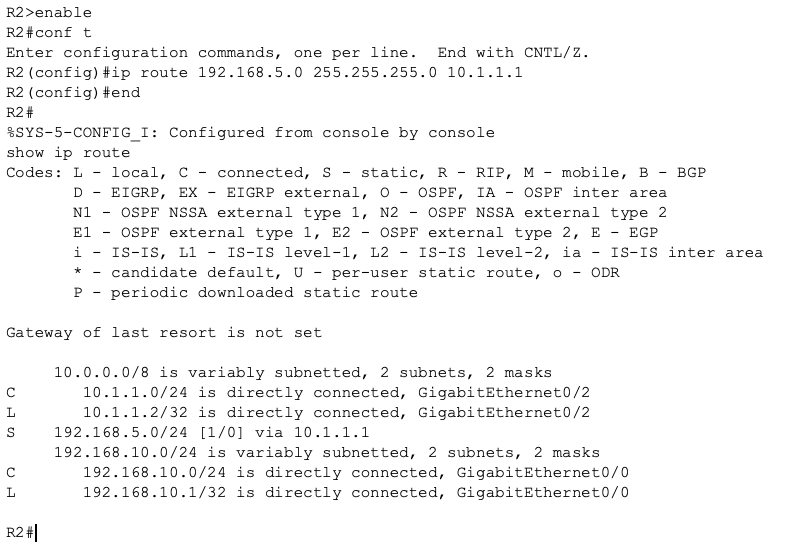 R2>enable
R2#conf t
Enter configuration commands, one per line.  End with CNTL/Z.
R2(config)#ip route 192.168.5.0 255.255.255.0 10.1.1.1
R2(config)#end
R2#
%SYS-5-CONFIG_I: Configured from console by console
show ip route
Codes: L - local, C - connected, S - static, R - RIP, M - mobile, B - BGP
       D - EIGRP, EX - EIGRP external, O - OSPF, IA - OSPF inter area
       N1 - OSPF NSSA external type 1, N2 - OSPF NSSA external type 2
       E1 - OSPF external type 1, E2 - OSPF external type 2, E - EGP
       i - IS-IS, L1 - IS-IS level-1, L2 - IS-IS level-2, ia - IS-IS inter area
       * - candidate default, U - per-user static route, o - ODR
       P - periodic downloaded static route

Gateway of last resort is not set

     10.0.0.0/8 is variably subnetted, 2 subnets, 2 masks
C       10.1.1.0/24 is directly connected, GigabitEthernet0/2
L       10.1.1.2/32 is directly connected, GigabitEthernet0/2
S    192.168.5.0/24 [1/0] via 10.1.1.1
     192.168.10.0/24 is variably subnetted, 2 subnets, 2 masks
C       192.168.10.0/24 is directly connected, GigabitEthernet0/0
L       192.168.10.1/32 is directly connected, GigabitEthernet0/0

R2#